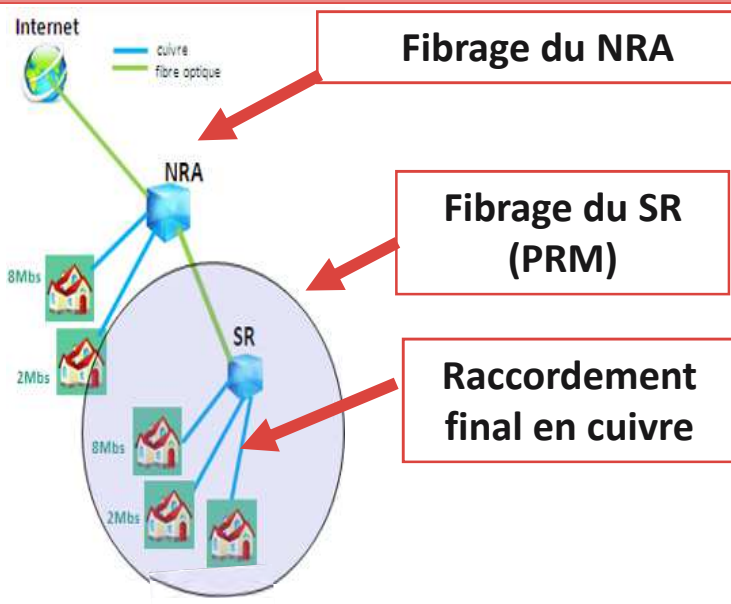 Internet
cuivre
fibre optique
Fibrage du NRA
NRA
Fibrage du SR
(PRM)
8Mbs
2Mbs
SR
Raccordement
final en cuivre
8Mbs
2Mbs